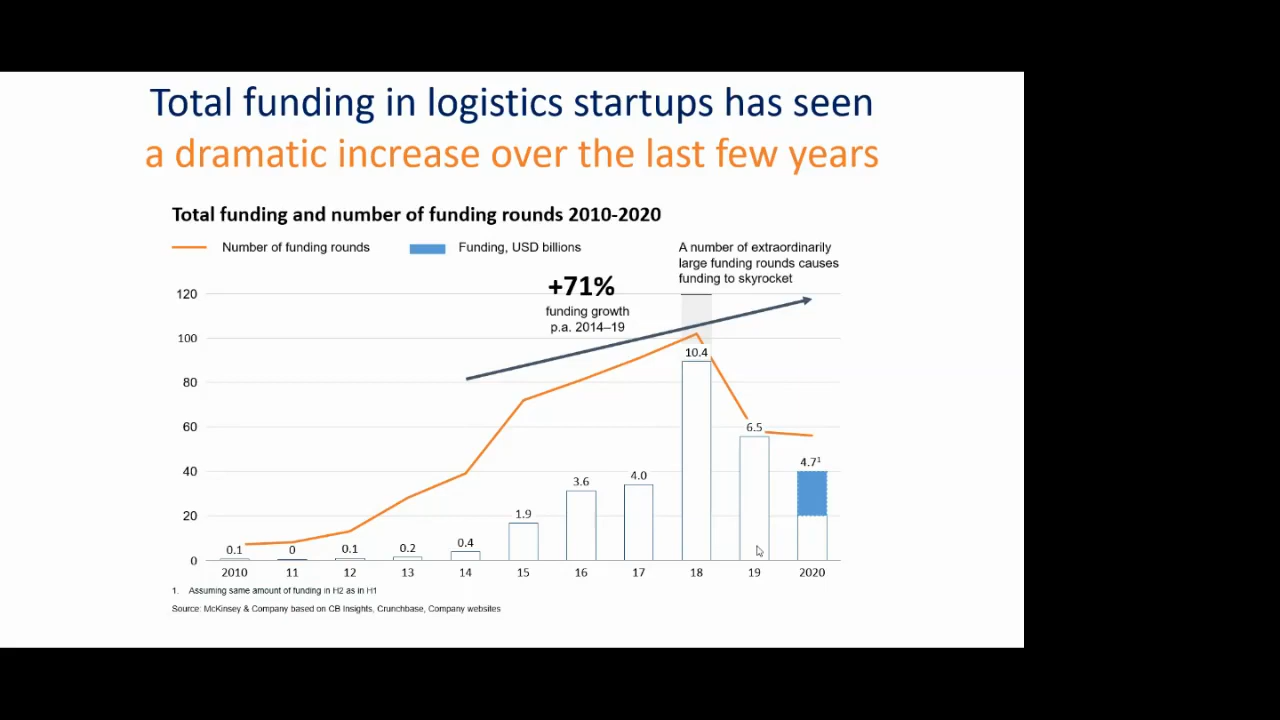 Total funding in logistics startups has seen
a dramatic increase over the last few years
Total funding and number of funding rounds 2010-2020
Number of funding rounds
Funding, USD billions
A number of extraordinarily
large funding rounds causes
funding to skyrocket
+71%
funding growth
p.a. 2014–19
120
100
80
60
40
20
0
0.1
0
0.1
0.2
0.4
1.9
3.6
4.0
10.4
6.5
4.7¹
2010 11 12 13 14 15 16 17 18 19 2020
1. Assuming same amount of funding in H2 as in H1
Source: McKinsey & Company based on CB Insights, Crunchbase, Company websites